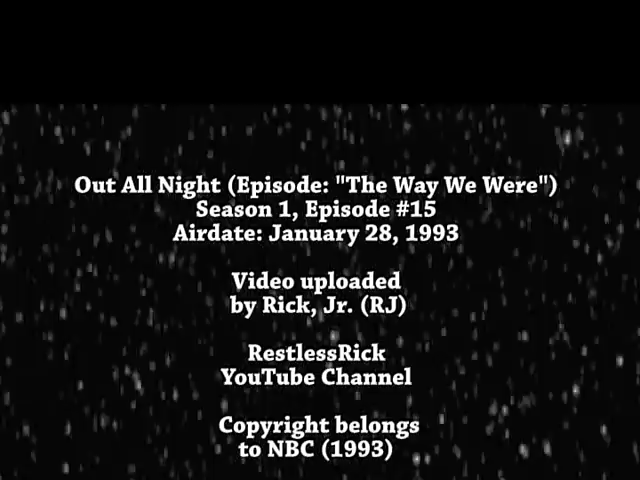 Out All Night (Episode: "The Way We Were")
Season 1, Episode #15
Airdate: January 28, 1993
Video uploaded
by Rick, Jr. (RJ)
RestlessRick
YouTube Channel
Copyright belongs
to NBC (1993)